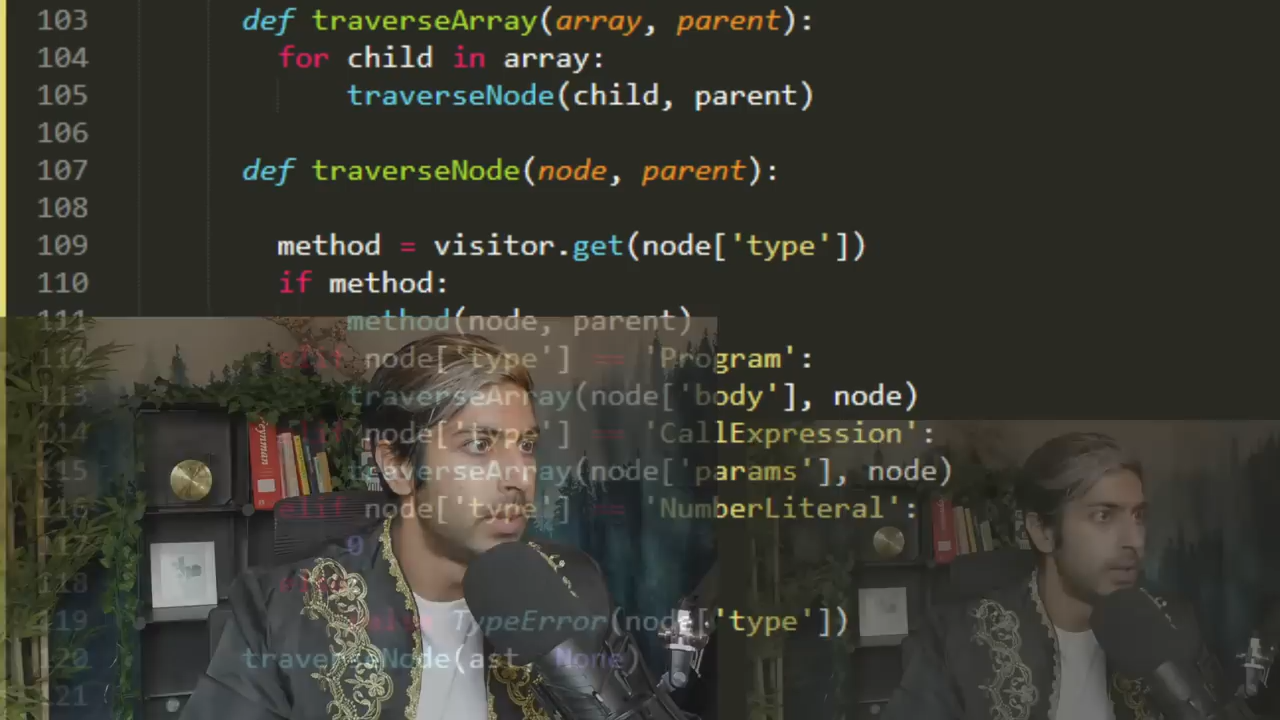 103 def traverseArray(array, parent):
104 for child in array:
105 traverseNode(child, parent)
106
107 def traverseNode(node, parent):
108
109 method = visitor.get(node['type'])
110 if method:
111 method(node, parent)
112 elif node['type'] == 'Program':
113 traverseArray(node['body'], node)
114 elif node['type'] == 'CallExpression':
115 traverseArray(node['params'], node)
116 elif node['type'] == 'NumberLiteral':
117 0
118 else:
119 TypeError(node['type'])
120 traverseNode(ast, None)
121
Feynman